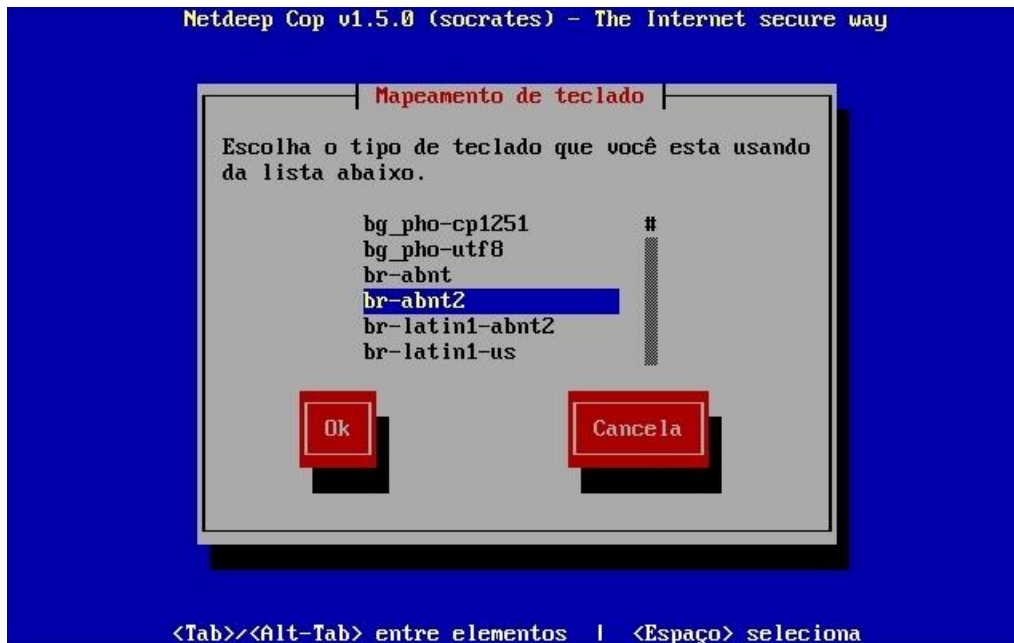 Netdeep Cop v1.5.0 (socrates) - The Internet secure way
Mapeamento de teclado
Escolha o tipo de teclado que você esta usando
da lista abaixo.
bg_pho-cp1251 #
bg_pho-utf8
br-abnt
br-abnt2
br-latin1-abnt2
br-latin1-us
Ok Cancela
<Tab>/<Alt-Tab> entre elementos | <Espaço> seleciona